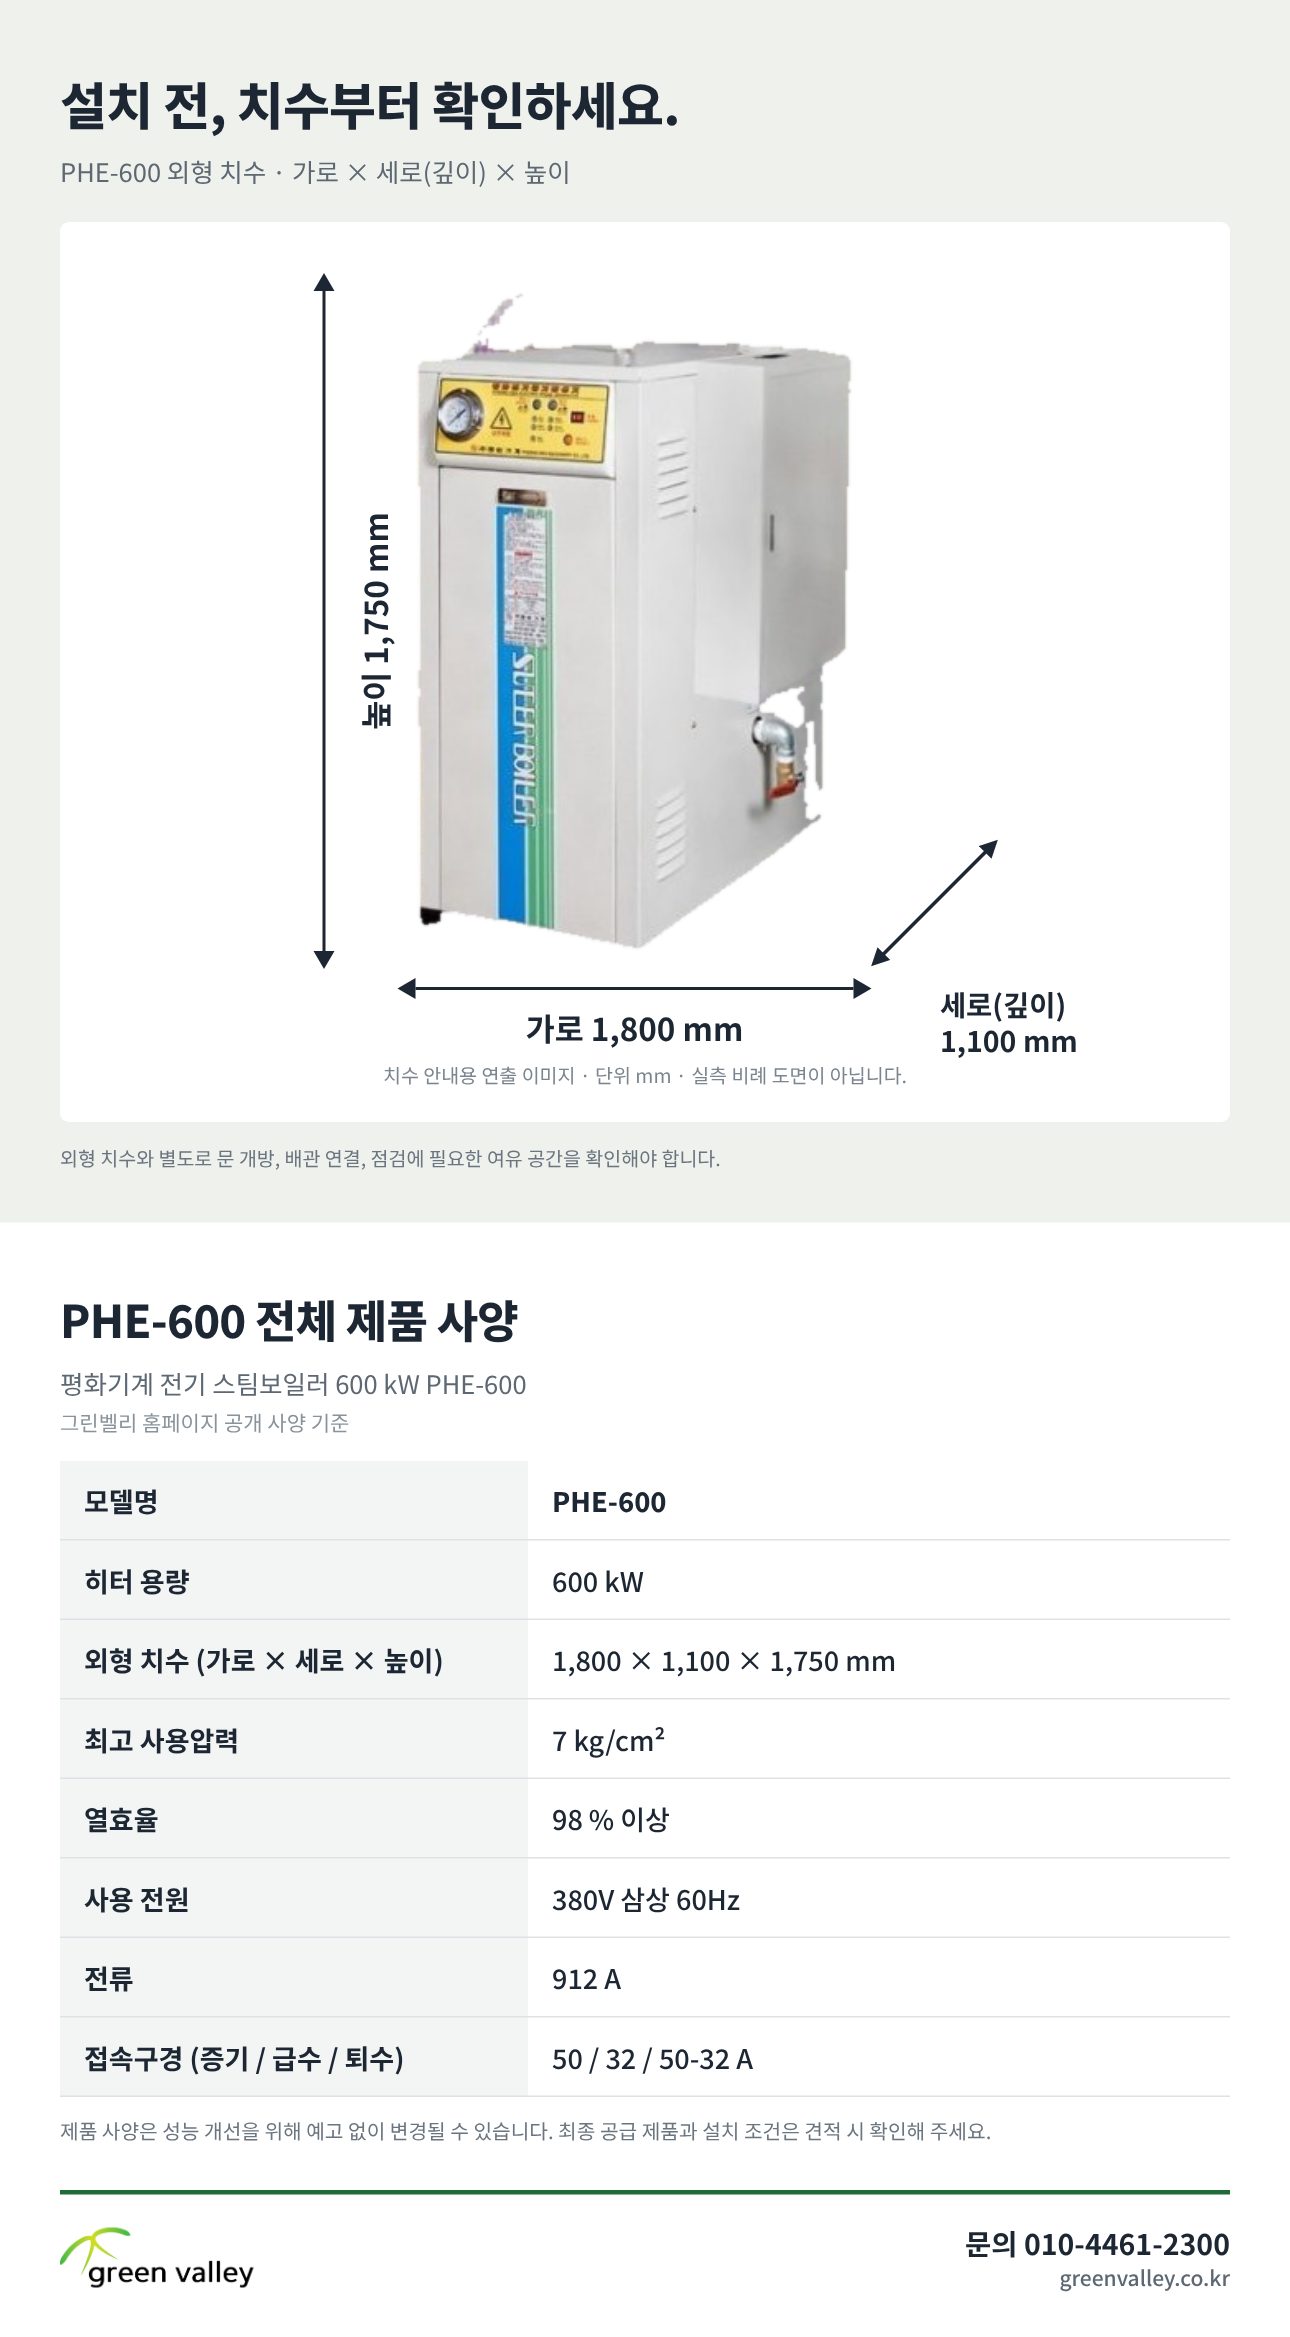 설치 전, 치수부터 확인하세요.
PHE-600 외형 치수 · 가로 × 세로(깊이) × 높이
높이 1,750 mm
STEER BOILER
가로 1,800 mm
세로(깊이)
1,100 mm
치수 안내용 연출 이미지 · 단위 mm · 실측 비례 도면이 아닙니다.
외형 치수와 별도로 문 개방, 배관 연결, 점검에 필요한 여유 공간을 확인해야 합니다.
PHE-600 전체 제품 사양
평화기계 전기 스팀보일러 600 kW PHE-600
그린벨리 홈페이지 공개 사양 기준
모델명 PHE-600
히터 용량 600 kW
외형 치수 (가로 × 세로 × 높이) 1,800 × 1,100 × 1,750 mm
최고 사용압력 7 kg/cm²
열효율 98 % 이상
사용 전원 380V 삼상 60Hz
전류 912 A
접속구경 (증기 / 급수 / 퇴수) 50 / 32 / 50-32 A
제품 사양은 성능 개선을 위해 예고 없이 변경될 수 있습니다. 최종 공급 제품과 설치 조건은 견적 시 확인해 주세요.
green valley
문의 010-4461-2300
greenvalley.co.kr